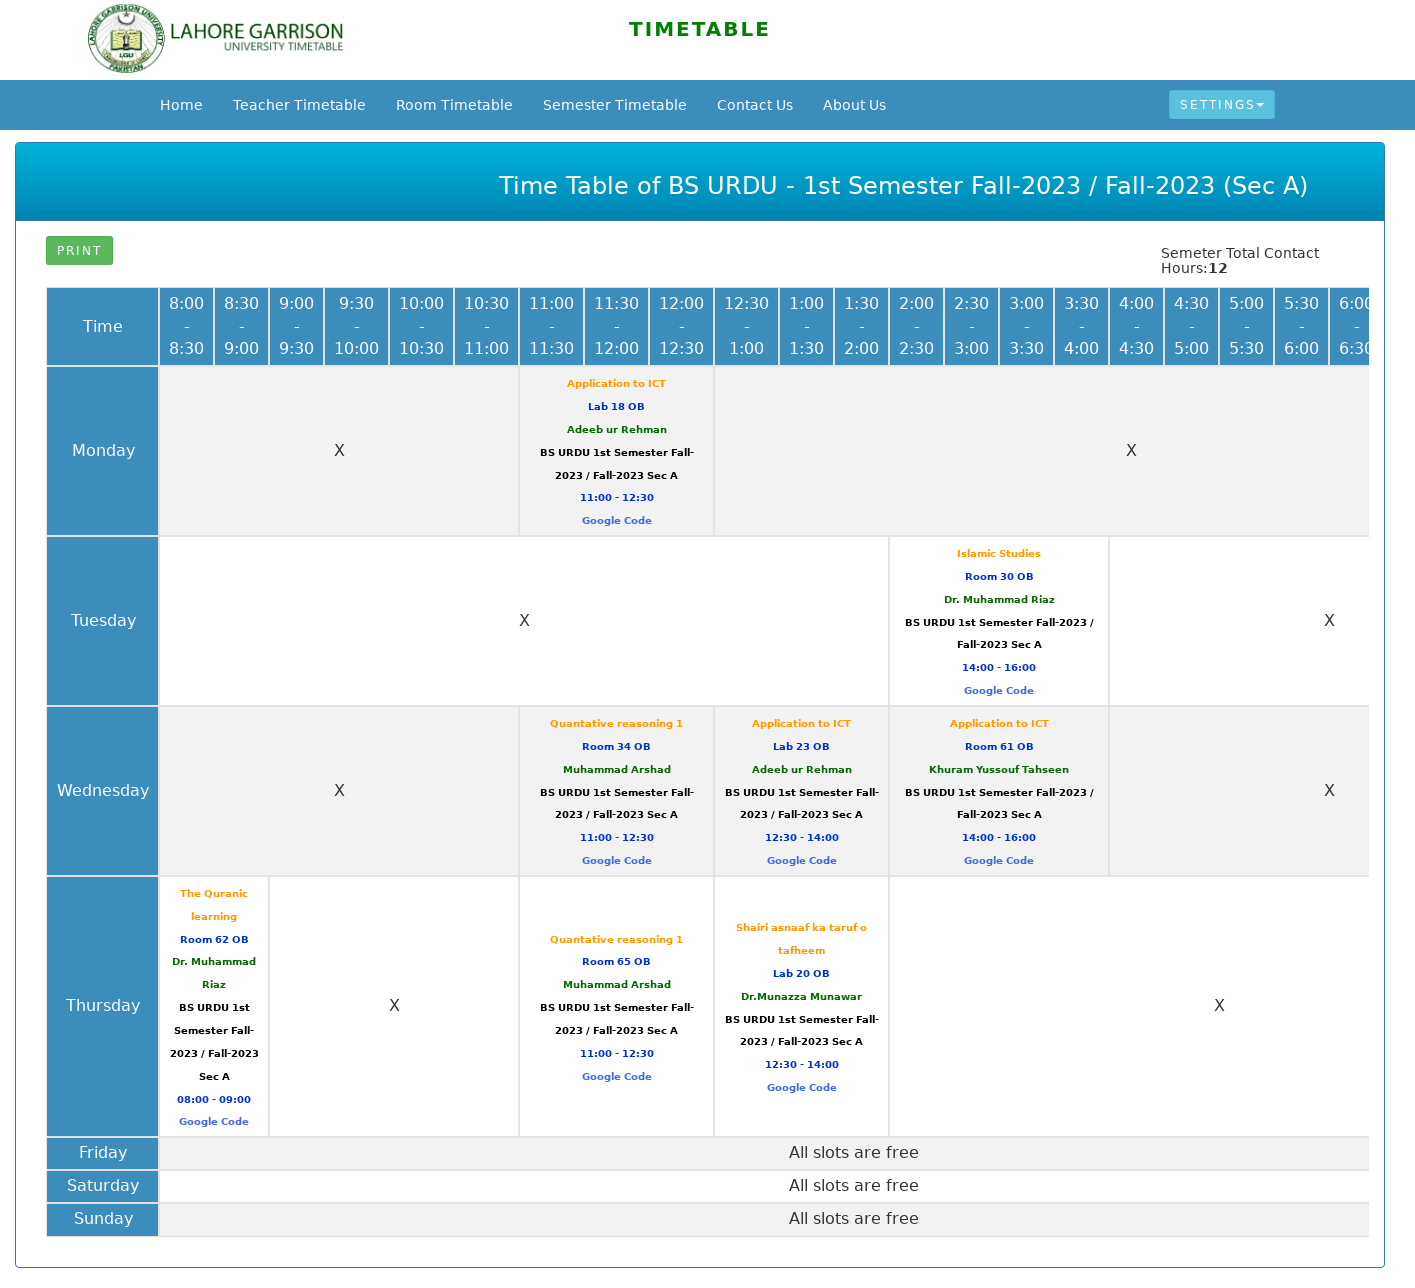 LAHORE GARRISON
UNIVERSITY TIMETABLE
LAHORE GARRISON UNIVERSITY
LGU
PAKISTAN
TIMETABLE
Home Teacher Timetable Room Timetable Semester Timetable Contact Us About Us SETTINGS
Time Table of BS URDU - 1st Semester Fall-2023 / Fall-2023 (Sec A)
PRINT
Semeter Total Contact
Hours:12
Time
8:00 - 8:30
8:30 - 9:00
9:00 - 9:30
9:30 - 10:00
10:00 - 10:30
10:30 - 11:00
11:00 - 11:30
11:30 - 12:00
12:00 - 12:30
12:30 - 1:00
1:00 - 1:30
1:30 - 2:00
2:00 - 2:30
2:30 - 3:00
3:00 - 3:30
3:30 - 4:00
4:00 - 4:30
4:30 - 5:00
5:00 - 5:30
5:30 - 6:00
6:00 - 6:30
Monday
X
Application to ICT
Lab 18 OB
Adeeb ur Rehman
BS URDU 1st Semester Fall-
2023 / Fall-2023 Sec A
11:00 - 12:30
Google Code
X
Tuesday
X
Islamic Studies
Room 30 OB
Dr. Muhammad Riaz
BS URDU 1st Semester Fall-2023 /
Fall-2023 Sec A
14:00 - 16:00
Google Code
X
Wednesday
X
Quantative reasoning 1
Room 34 OB
Muhammad Arshad
BS URDU 1st Semester Fall-
2023 / Fall-2023 Sec A
11:00 - 12:30
Google Code
Application to ICT
Lab 23 OB
Adeeb ur Rehman
BS URDU 1st Semester Fall-
2023 / Fall-2023 Sec A
12:30 - 14:00
Google Code
Application to ICT
Room 61 OB
Khuram Yussouf Tahseen
BS URDU 1st Semester Fall-2023 /
Fall-2023 Sec A
14:00 - 16:00
Google Code
X
Thursday
The Quranic
learning
Room 62 OB
Dr. Muhammad
Riaz
BS URDU 1st
Semester Fall-
2023 / Fall-2023
Sec A
08:00 - 09:00
Google Code
X
Quantative reasoning 1
Room 65 OB
Muhammad Arshad
BS URDU 1st Semester Fall-
2023 / Fall-2023 Sec A
11:00 - 12:30
Google Code
Shairi asnaaf ka taruf o
tafheem
Lab 20 OB
Dr.Munazza Munawar
BS URDU 1st Semester Fall-
2023 / Fall-2023 Sec A
12:30 - 14:00
Google Code
X
Friday
All slots are free
Saturday
All slots are free
Sunday
All slots are free